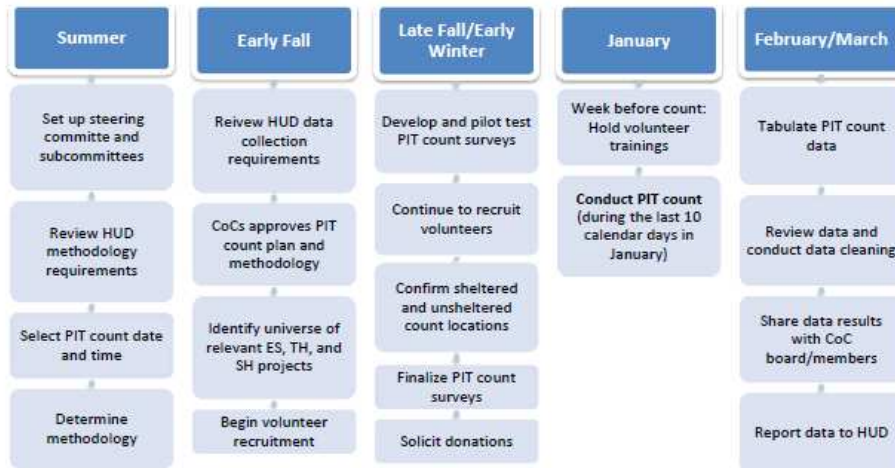 Summer
Set up steering
committe and
subcommittees
Review HUD
methodology
requirements
Select PIT count date
and time
Determine
methodology
Early Fall
Reivew HUD data
collection
requirements
CoCs approves PIT
count plan and
methodology
Identify universe of
relevant ES, TH, and
SH projects
Begin volunteer
recruitment
Late Fall/Early
Winter
Develop and pilot test
PIT count surveys
Continue to recruit
volunteers
Confirm sheltered
and unsheltered
count locations
Finalize PIT count
surveys
Solicit donations
January
Week before count:
Hold volunteer
trainings
Conduct PIT count
(during the last 10
calendar days in
January)
February/March
Tabulate PIT count
data
Review data and
conduct data cleaning
Share data results
with CoC
board/members
Report data to HUD